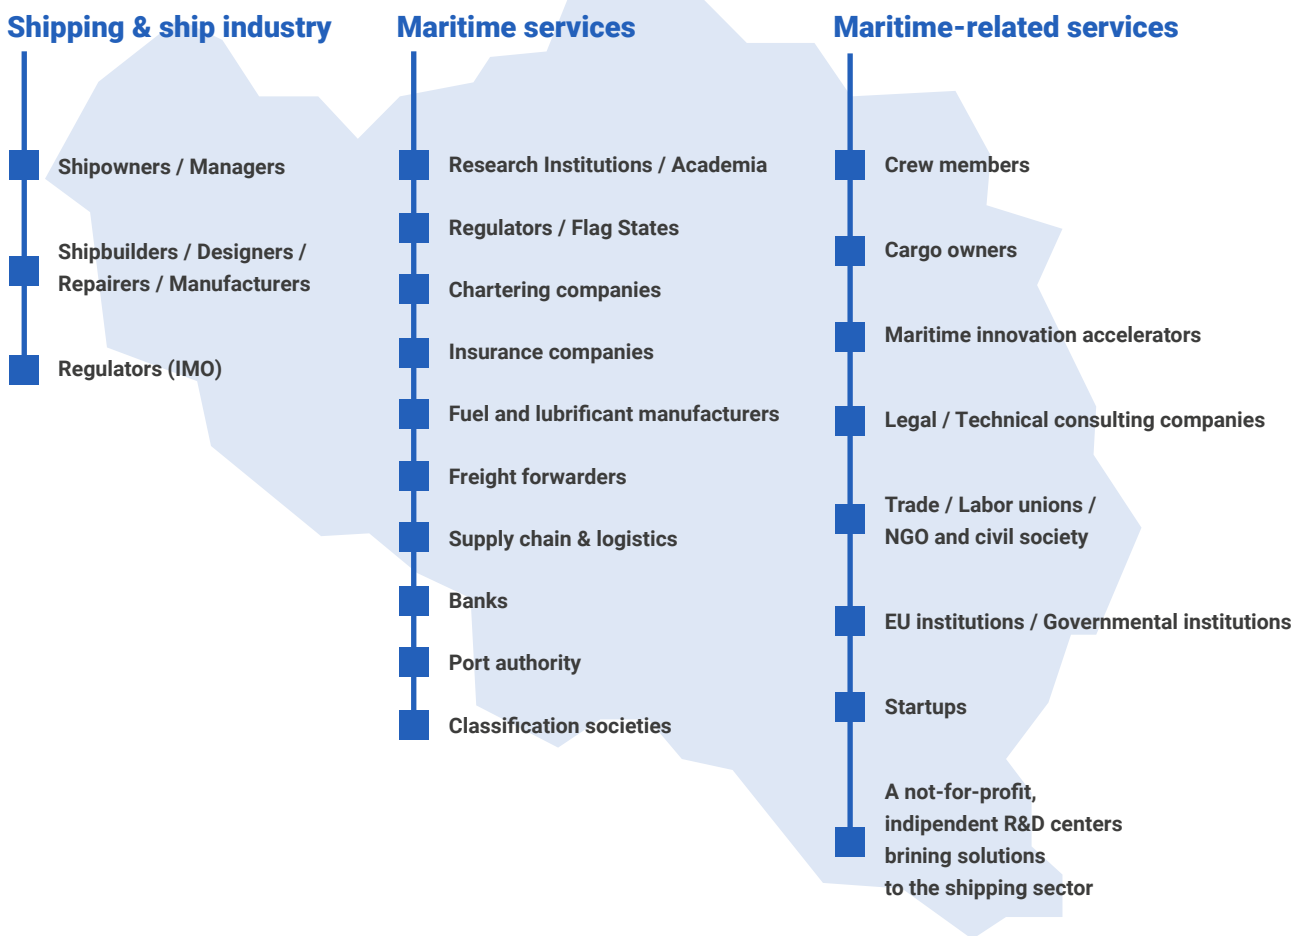 Shipping & ship industry
Shipowners / Managers
Shipbuilders / Designers /
Repairers / Manufacturers
Regulators (IMO)
Maritime services
Research Institutions / Academia
Regulators / Flag States
Chartering companies
Insurance companies
Fuel and lubrificant manufacturers
Freight forwarders
Supply chain & logistics
Banks
Port authority
Classification societies
Maritime-related services
Crew members
Cargo owners
Maritime innovation accelerators
Legal / Technical consulting companies
Trade / Labor unions /
NGO and civil society
EU institutions / Governmental institutions
Startups
A not-for-profit,
indipendent R&D centers
brining solutions
to the shipping sector